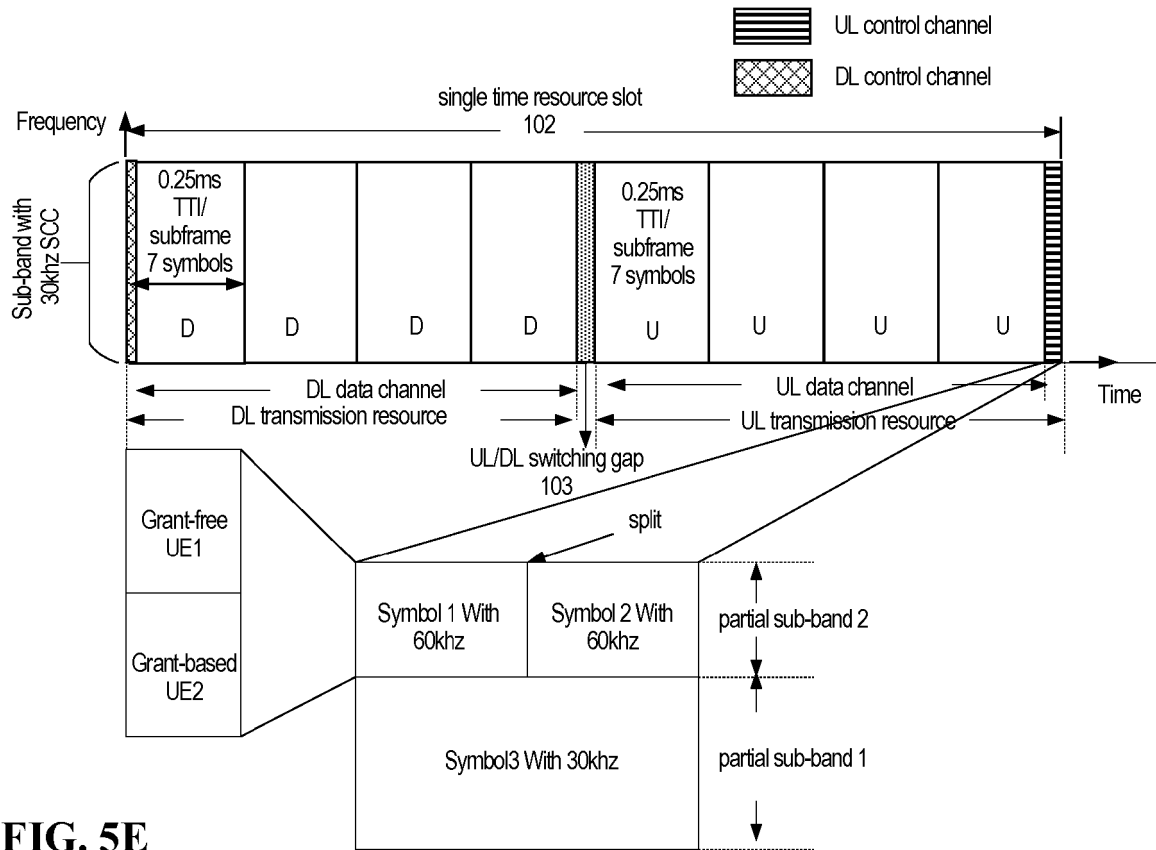 UL control channel
DL control channel
single time resource slot
102
Frequency
Sub-band with
30khz SCC
0.25ms
TTI/
subframe
7 symbols
D
D
D
D
0.25ms
TTI/
subframe
7 symbols
U
U
U
U
DL data channel
UL data channel
Time
DL transmission resource
UL transmission resource
UL/DL switching gap
103
split
Grant-free
UE1
Grant-based
UE2
Symbol 1 With
60khz
Symbol 2 With
60khz
partial sub-band 2
Symbol3 With 30khz
partial sub-band 1
FIG. 5E